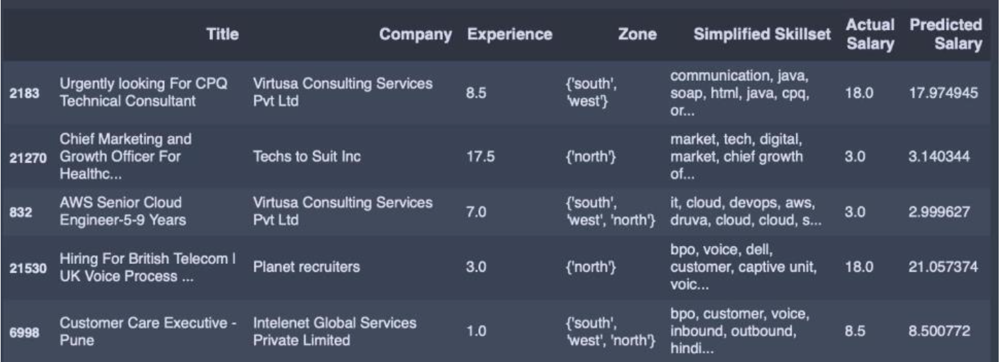 Title Company Experience Zone Simplified Skillset Actual Salary Predicted Salary
2183 Urgently looking For CPQ Technical Consultant Virtusa Consulting Services Pvt Ltd 8.5 {'south', 'west'} communication, java, soap, html, java, cpq, or... 18.0 17.974945
21270 Chief Marketing and Growth Officer For Healthc... Techs to Suit Inc 17.5 {'north'} market, tech, digital, market, chief growth of... 3.0 3.140344
832 AWS Senior Cloud Engineer-5-9 Years Virtusa Consulting Services Pvt Ltd 7.0 {'south', 'west', 'north'} it, cloud, devops, aws, druva, cloud, cloud, s... 3.0 2.999627
21530 Hiring For British Telecom | UK Voice Process ... Planet recruiters 3.0 {'north'} bpo, voice, dell, customer, captive unit, voic... 18.0 21.057374
6998 Customer Care Executive - Pune Intelenet Global Services Private Limited 1.0 {'south', 'west', 'north'} bpo, customer, voice, inbound, outbound, hindi... 8.5 8.500772